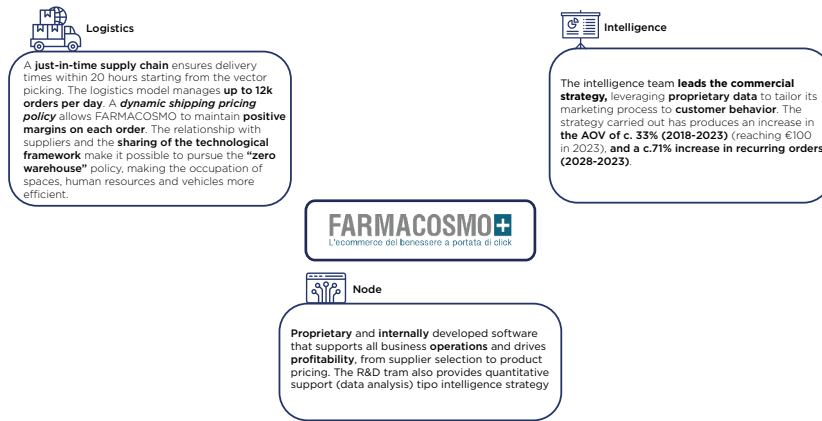 Logistics
A just-in-time supply chain ensures delivery
times within 20 hours starting from the vector
picking. The logistics model manages up to 12k
orders per day. A dynamic shipping pricing
policy allows FARMACOSMO to maintain positive
margins on each order. The relationship with
suppliers and the sharing of the technological
framework make it possible to pursue the “zero
warehouse” policy, making the occupation of
spaces, human resources and vehicles more
efficient.
Intelligence
The intelligence team leads the commercial
strategy, leveraging proprietary data to tailor its
marketing process to customer behavior. The
strategy carried out has produces an increase in
the AOV of c. 33% (2018-2023) (reaching €100
in 2023), and a c.71% increase in recurring orders
(2028-2023).
FARMACOSMO
L'ecommerce del benessere a portata di click
Node
Proprietary and internally developed software
that supports all business operations and drives
profitability, from supplier selection to product
pricing. The R&D tram also provides quantitative
support (data analysis) tipo intelligence strategy